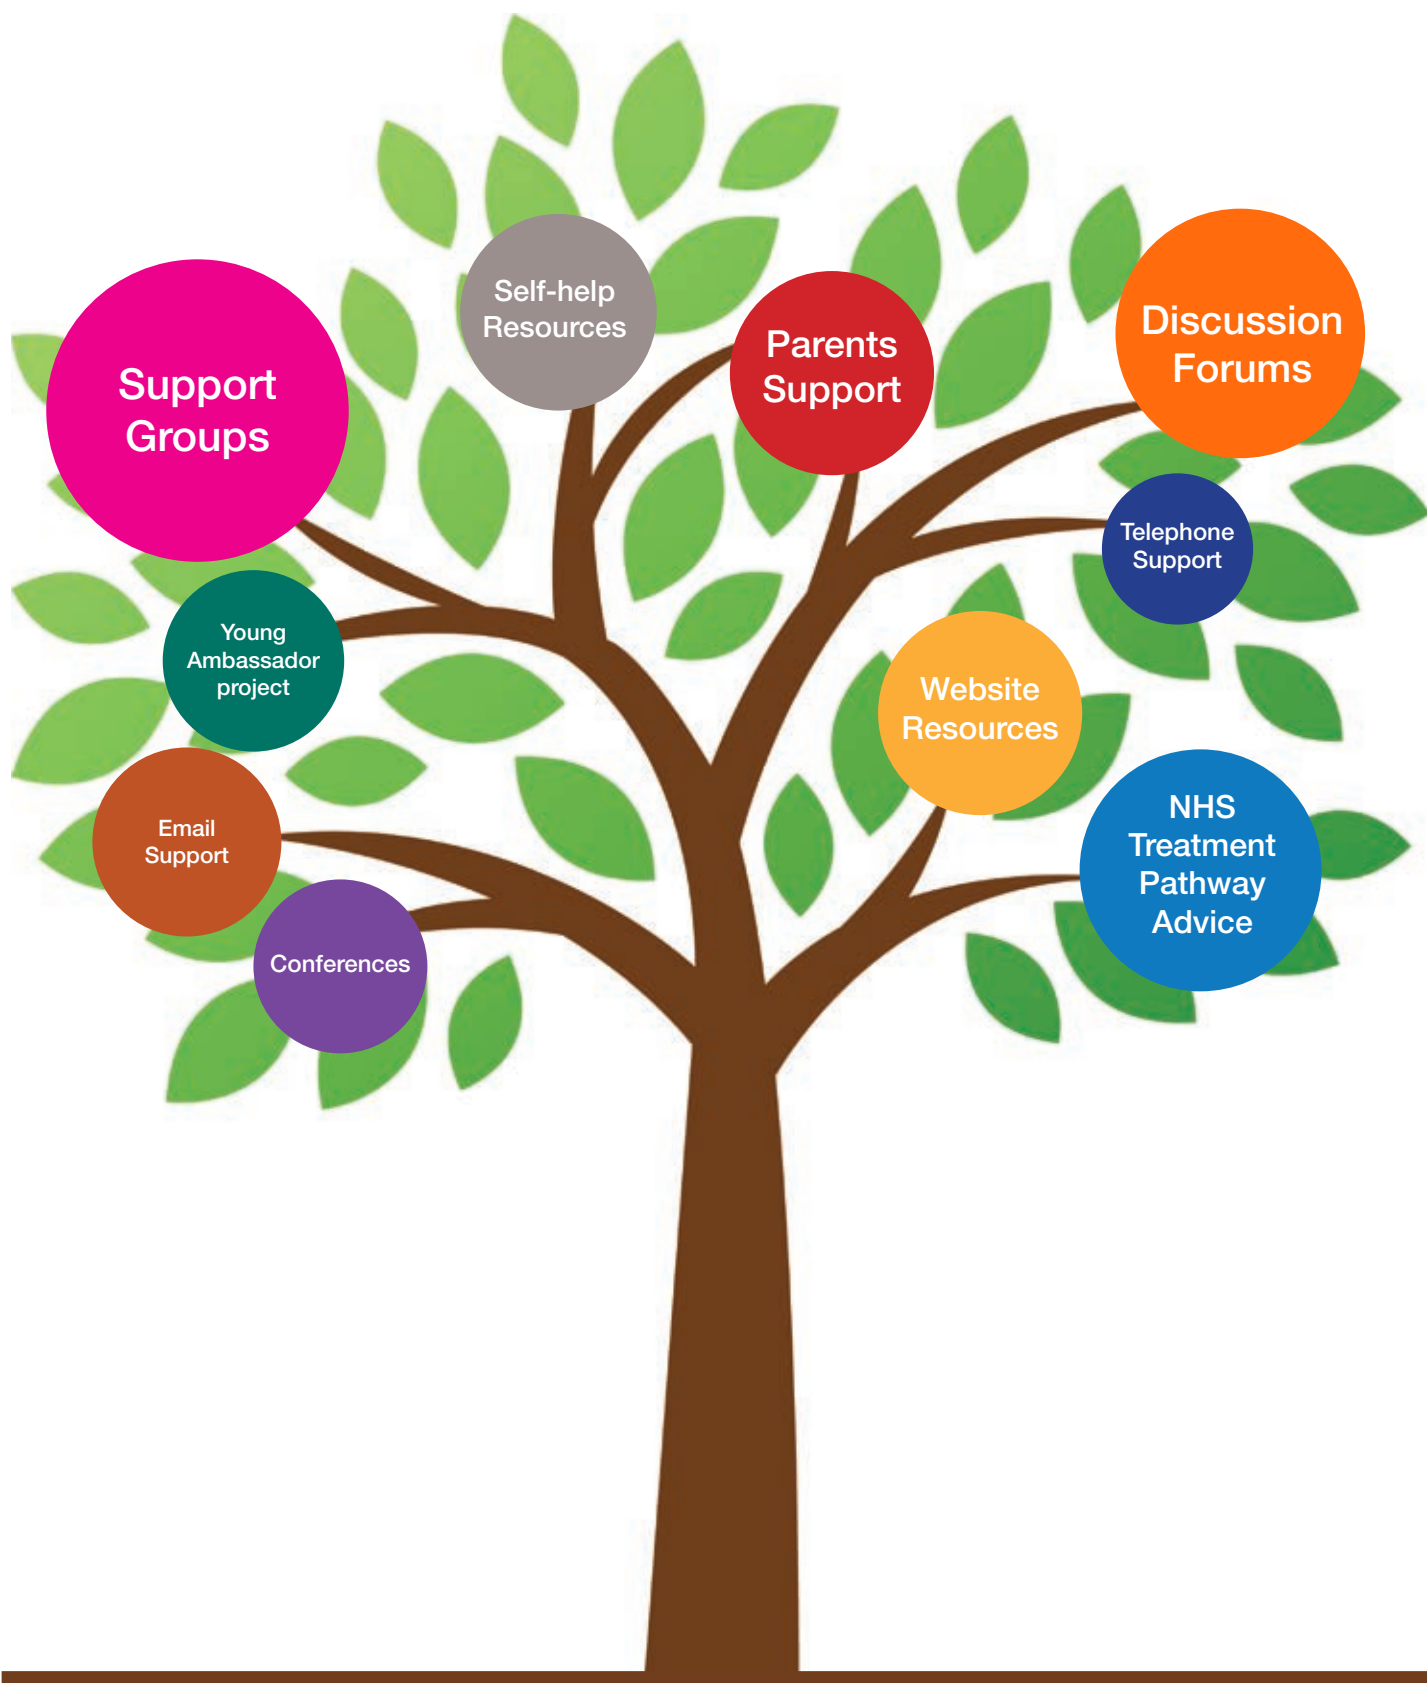 Self-help
Resources
Discussion
Forums
Parents
Support
Support
Groups
Telephone
Support
Young
Ambassador
project
Website
Resources
NHS
Treatment
Pathway
Advice
Email
Support
Conferences